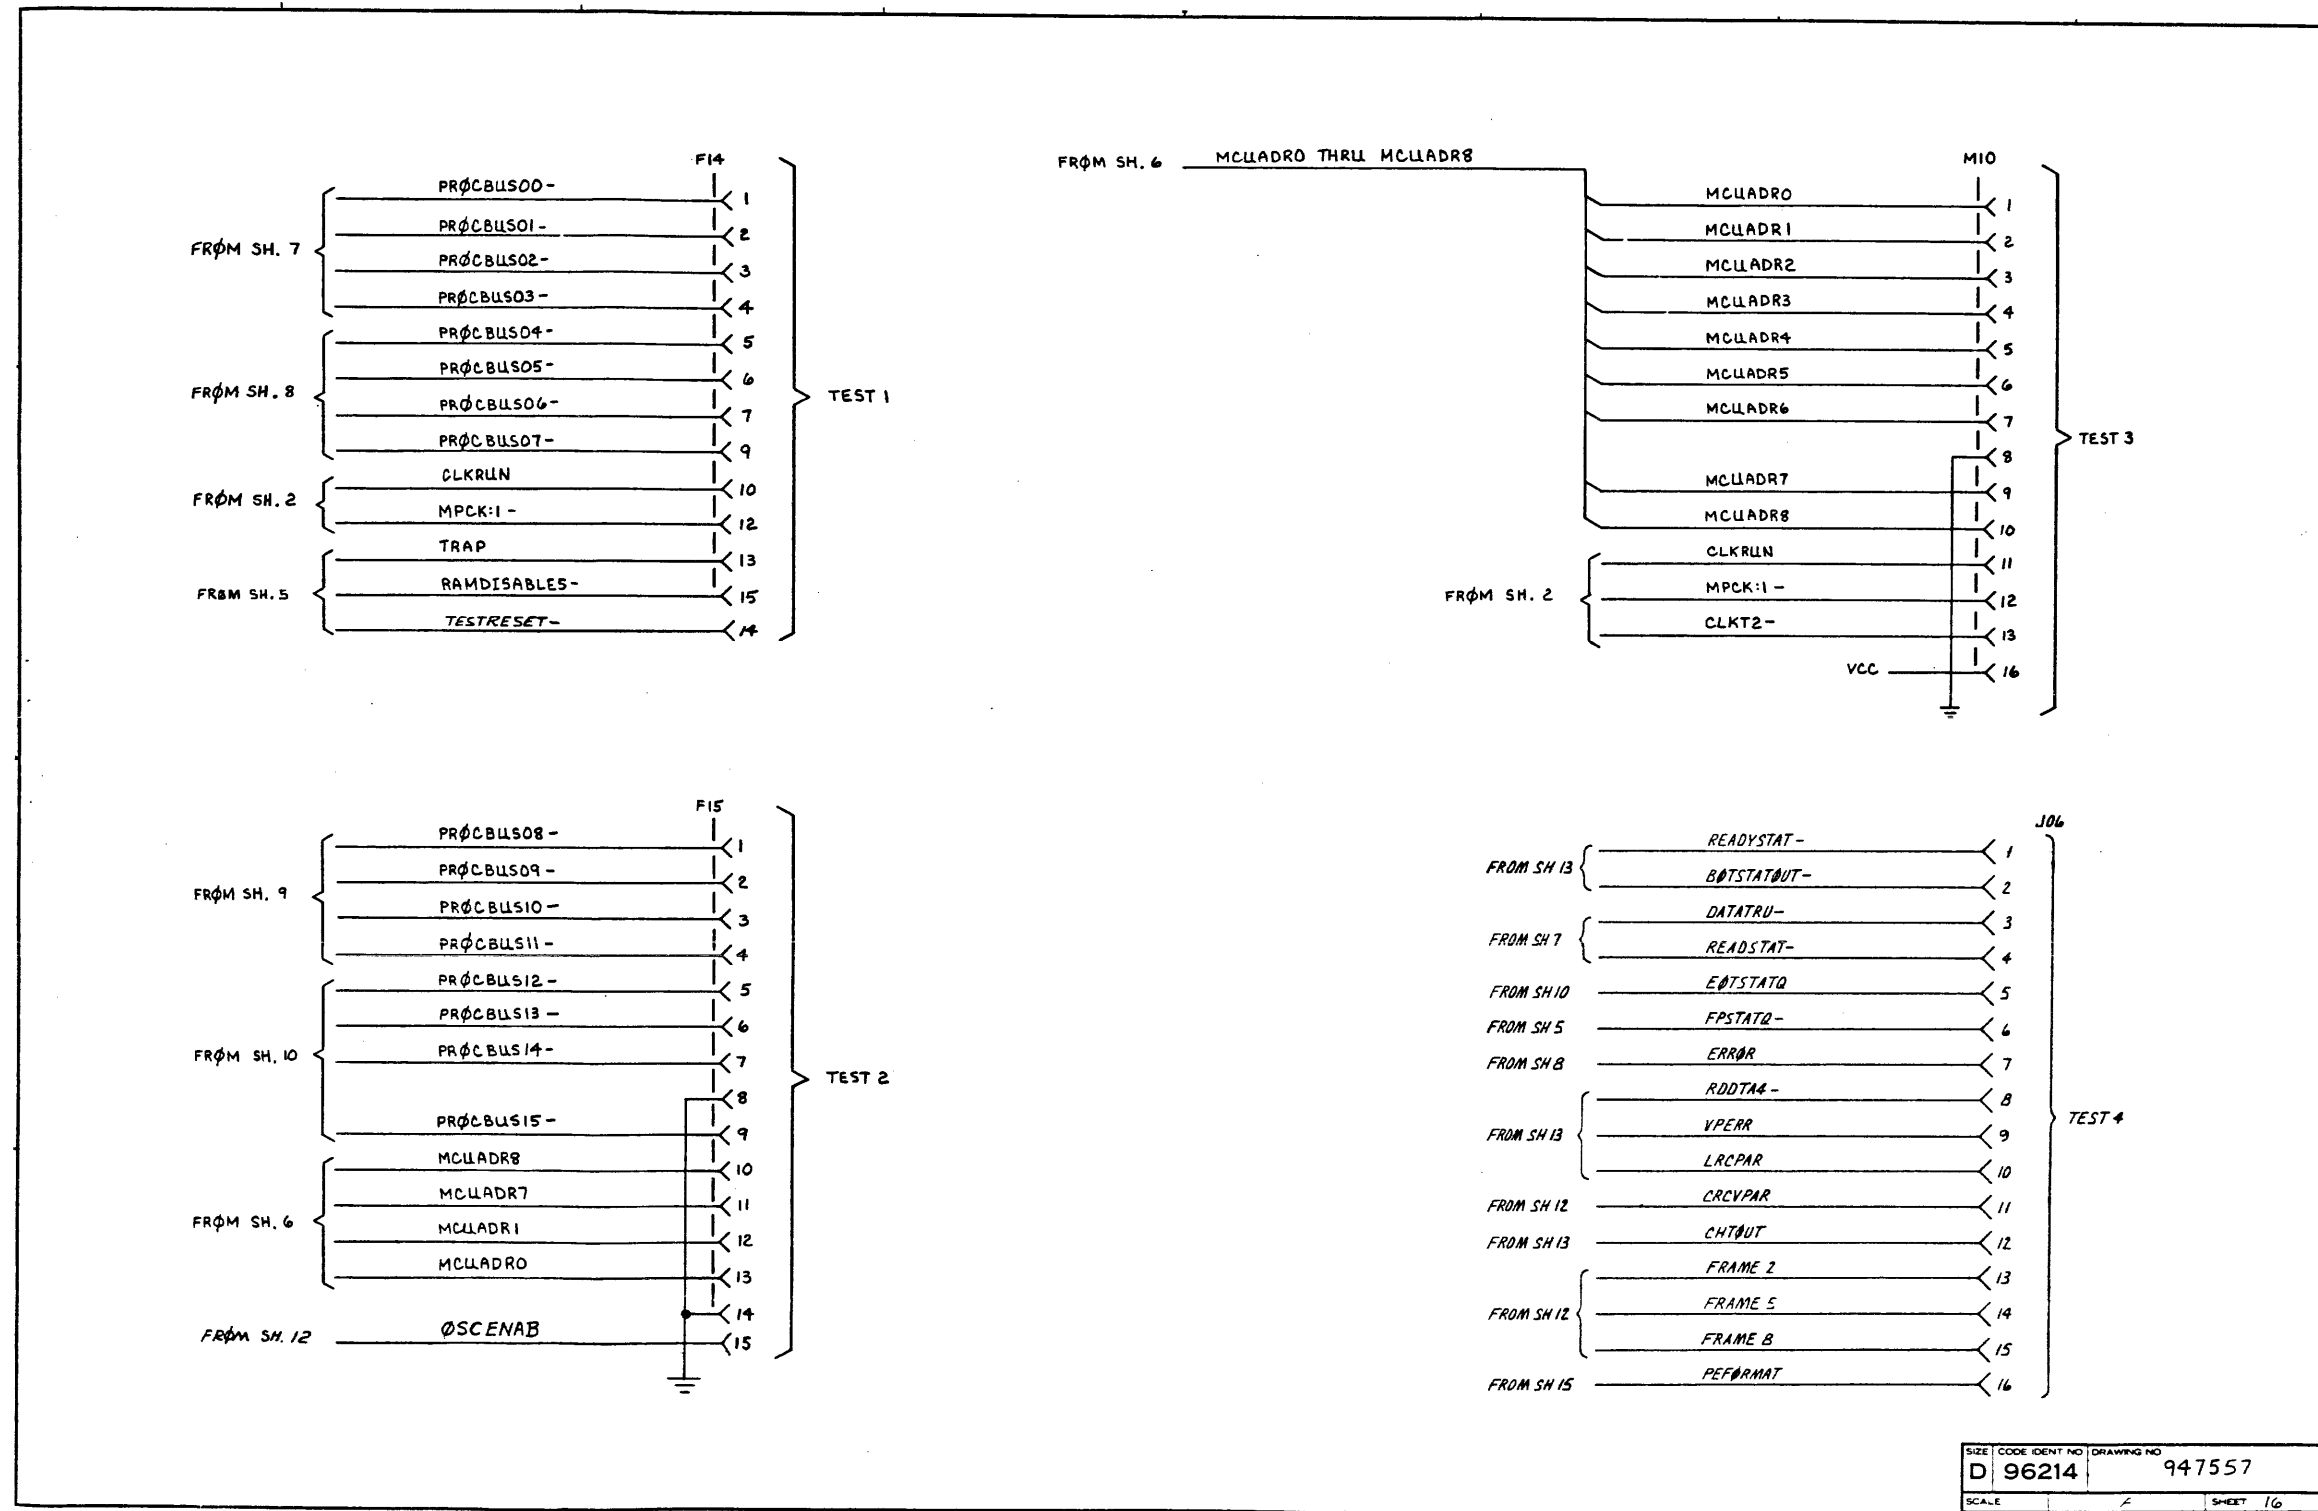 F14
PRØCBUS00-
1
PRØCBUS01-
2
FRØM SH. 7
PRØCBUS02-
3
PRØCBUS03-
4
PRØCBUS04-
5
PRØCBUS05-
6
FRØM SH. 8
PRØCBUS06-
7
TEST 1
PRØCBUS07-
9
CLKRUN
10
FRØM SH. 2
MPCK:1-
12
TRAP
13
FRØM SH. 5
RAMDISABLES-
15
TESTRESET-
14
FRØM SH. 6 MCUADR0 THRU MCUADR8
M10
MCUADR0
1
MCUADR1
2
MCUADR2
3
MCUADR3
4
MCUADR4
5
MCUADR5
6
MCUADR6
7
TEST 3
8
MCUADR7
9
MCUADR8
10
CLKRUN
11
FRØM SH. 2
MPCK:1-
12
CLKT2-
13
VCC
16
F15
PRØCBUS08-
1
PRØCBUS09-
2
FRØM SH. 9
PRØCBUS10-
3
PRØCBUS11-
4
PRØCBUS12-
5
PRØCBUS13-
6
FRØM SH. 10
PRØCBUS14-
7
TEST 2
8
PRØCBUS15-
9
MCUADR8
10
MCUADR7
11
FRØM SH. 6
MCUADR1
12
MCUADR0
13
14
FRØM SH. 12
ØSCENAB
15
J06
READYSTAT-
1
FROM SH 13
BØTSTATØUT-
2
DATATRU-
3
FROM SH 7
READSTAT-
4
FROM SH 10
EØTSTATQ
5
FROM SH 5
FPSTATQ-
6
FROM SH 8
ERRØR
7
RDDTA4-
8
TEST 4
FROM SH 13
VPERR
9
LRCPAR
10
FROM SH 12
CRCVPAR
11
FROM SH 13
CHTØUT
12
FRAME 2
13
FROM SH 12
FRAME 5
14
FRAME 8
15
FROM SH 15
PEFØRMAT
16
SIZE CODE IDENT NO DRAWING NO
D 96214 947557
SCALE F SHEET 16